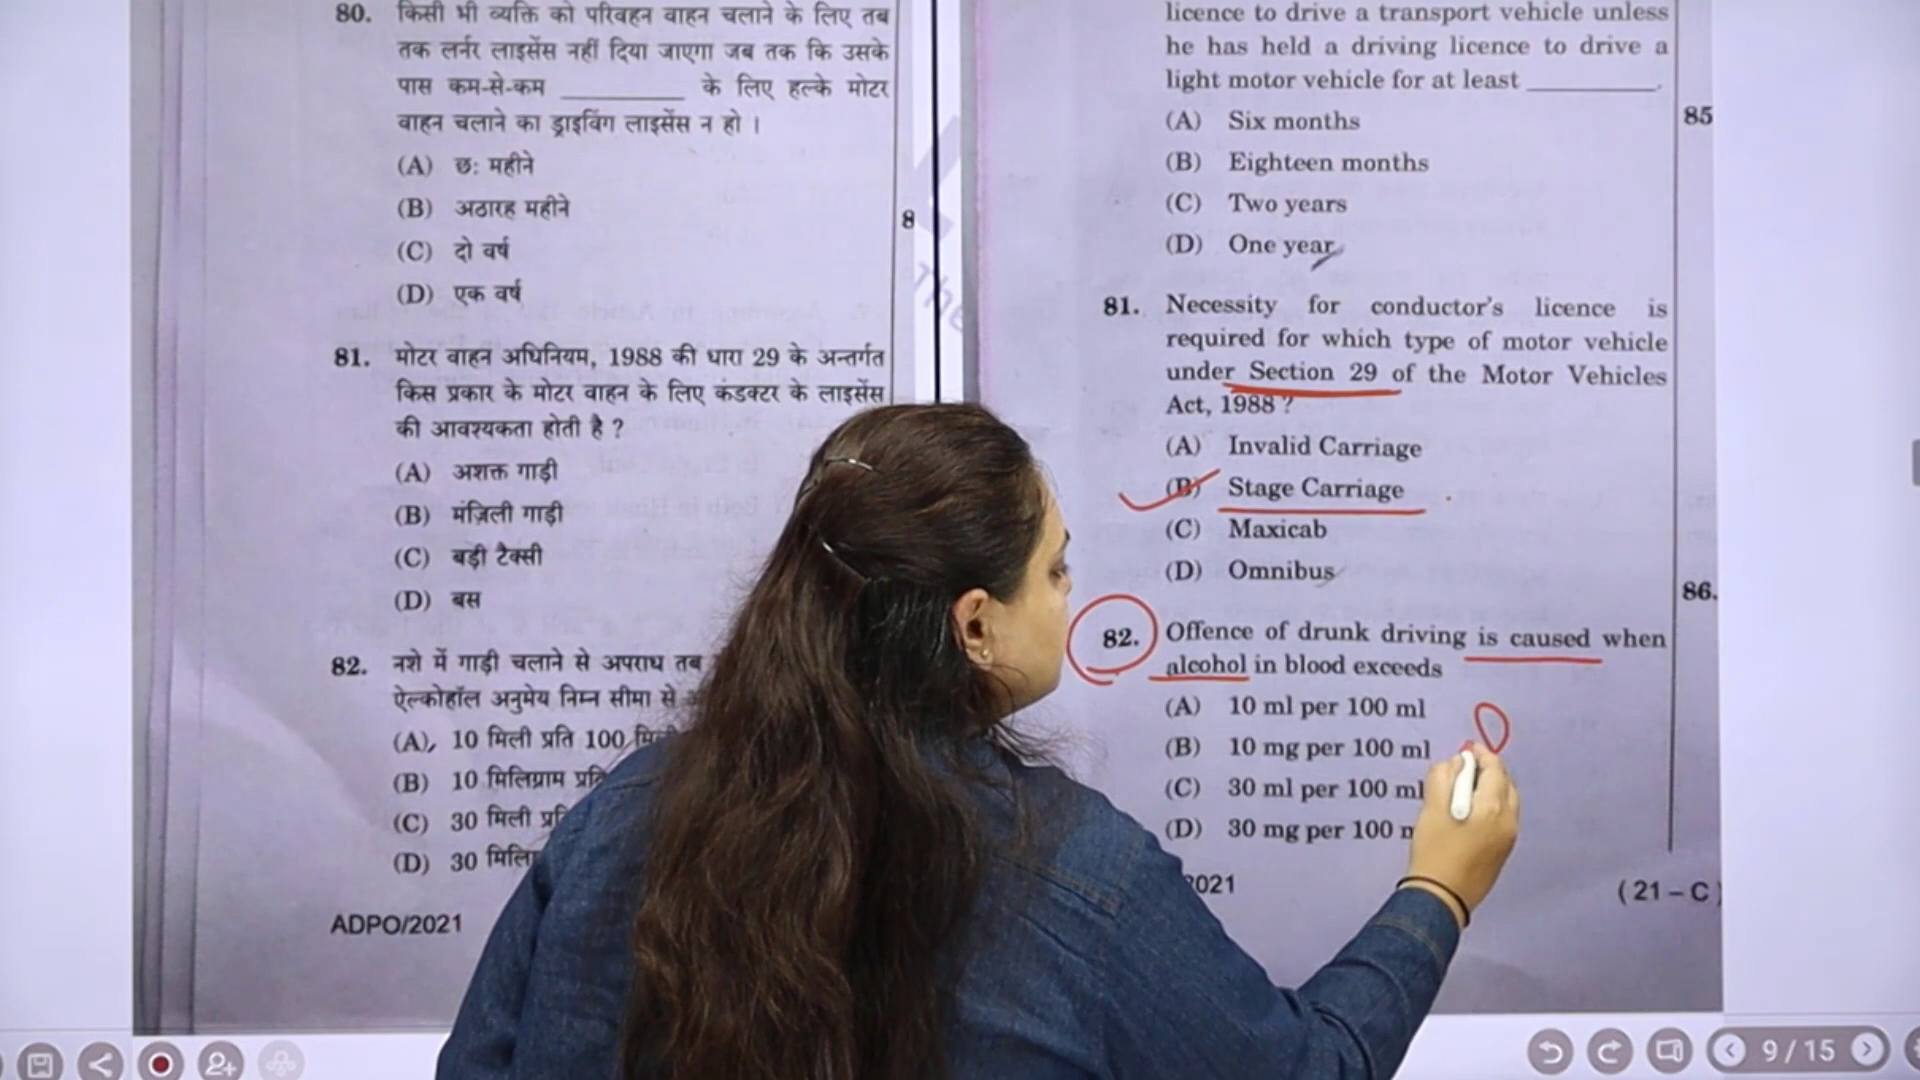 80. किसी भी व्यक्ति को परिवहन वाहन चलाने के लिए तब
तक लर्नर लाइसेंस नहीं दिया जाएगा जब तक कि उसके
पास कम-से-कम __________ के लिए हल्के मोटर
वाहन चलाने का ड्राइविंग लाइसेंस न हो ।
(A) छः महीने
(B) अठारह महीने
(C) दो वर्ष
(D) एक वर्ष
81. मोटर वाहन अधिनियम, 1988 की धारा 29 के अन्तर्गत
किस प्रकार के मोटर वाहन के लिए कंडक्टर के लाइसेंस
की आवश्यकता होती है ?
(A) अशक्त गाड़ी
(B) मंज़िली गाड़ी
(C) बड़ी टैक्सी
(D) बस
82. नशे में गाड़ी चलाने से अपराध तब
ऐल्कोहॉल अनुमेय निम्न सीमा से
(A) 10 मिली प्रति 100
(B) 10 मिलिग्राम
(C) 30 मिली
(D) 30
ADPO/2021
8
The
licence to drive a transport vehicle unless
he has held a driving licence to drive a
light motor vehicle for at least __________.
(A) Six months
(B) Eighteen months
(C) Two years
(D) One year
81. Necessity for conductor's licence is
required for which type of motor vehicle
under Section 29 of the Motor Vehicles
Act, 1988 ?
(A) Invalid Carriage
(B) Stage Carriage
(C) Maxicab
(D) Omnibus
82. Offence of drunk driving is caused when
alcohol in blood exceeds
(A) 10 ml per 100 ml
(B) 10 mg per 100 ml
(C) 30 ml per 100 ml
(D) 30 mg per 100
2021
( 21 – C )
85
86.
9 / 15